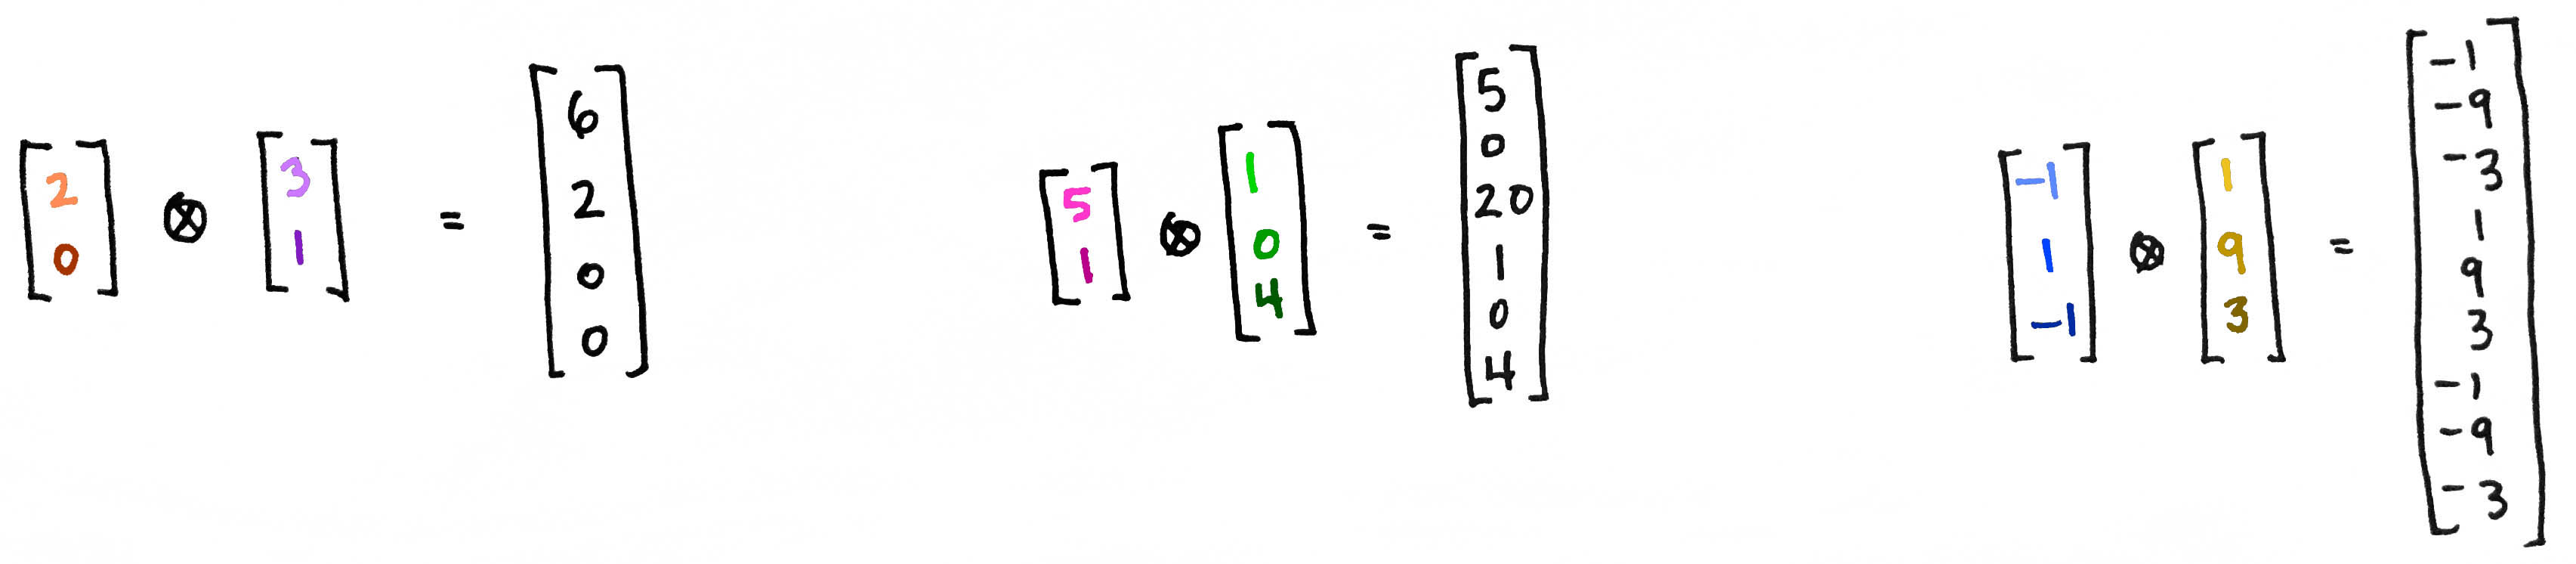 [2 0] ⊗ [3 1] = [6 2 0 0]
[5 1] ⊗ [1 0 4] = [5 0 20 1 0 4]
[-1 1 -1] ⊗ [1 9 3] = [-1 -9 -3 1 9 3 -1 -9 -3]